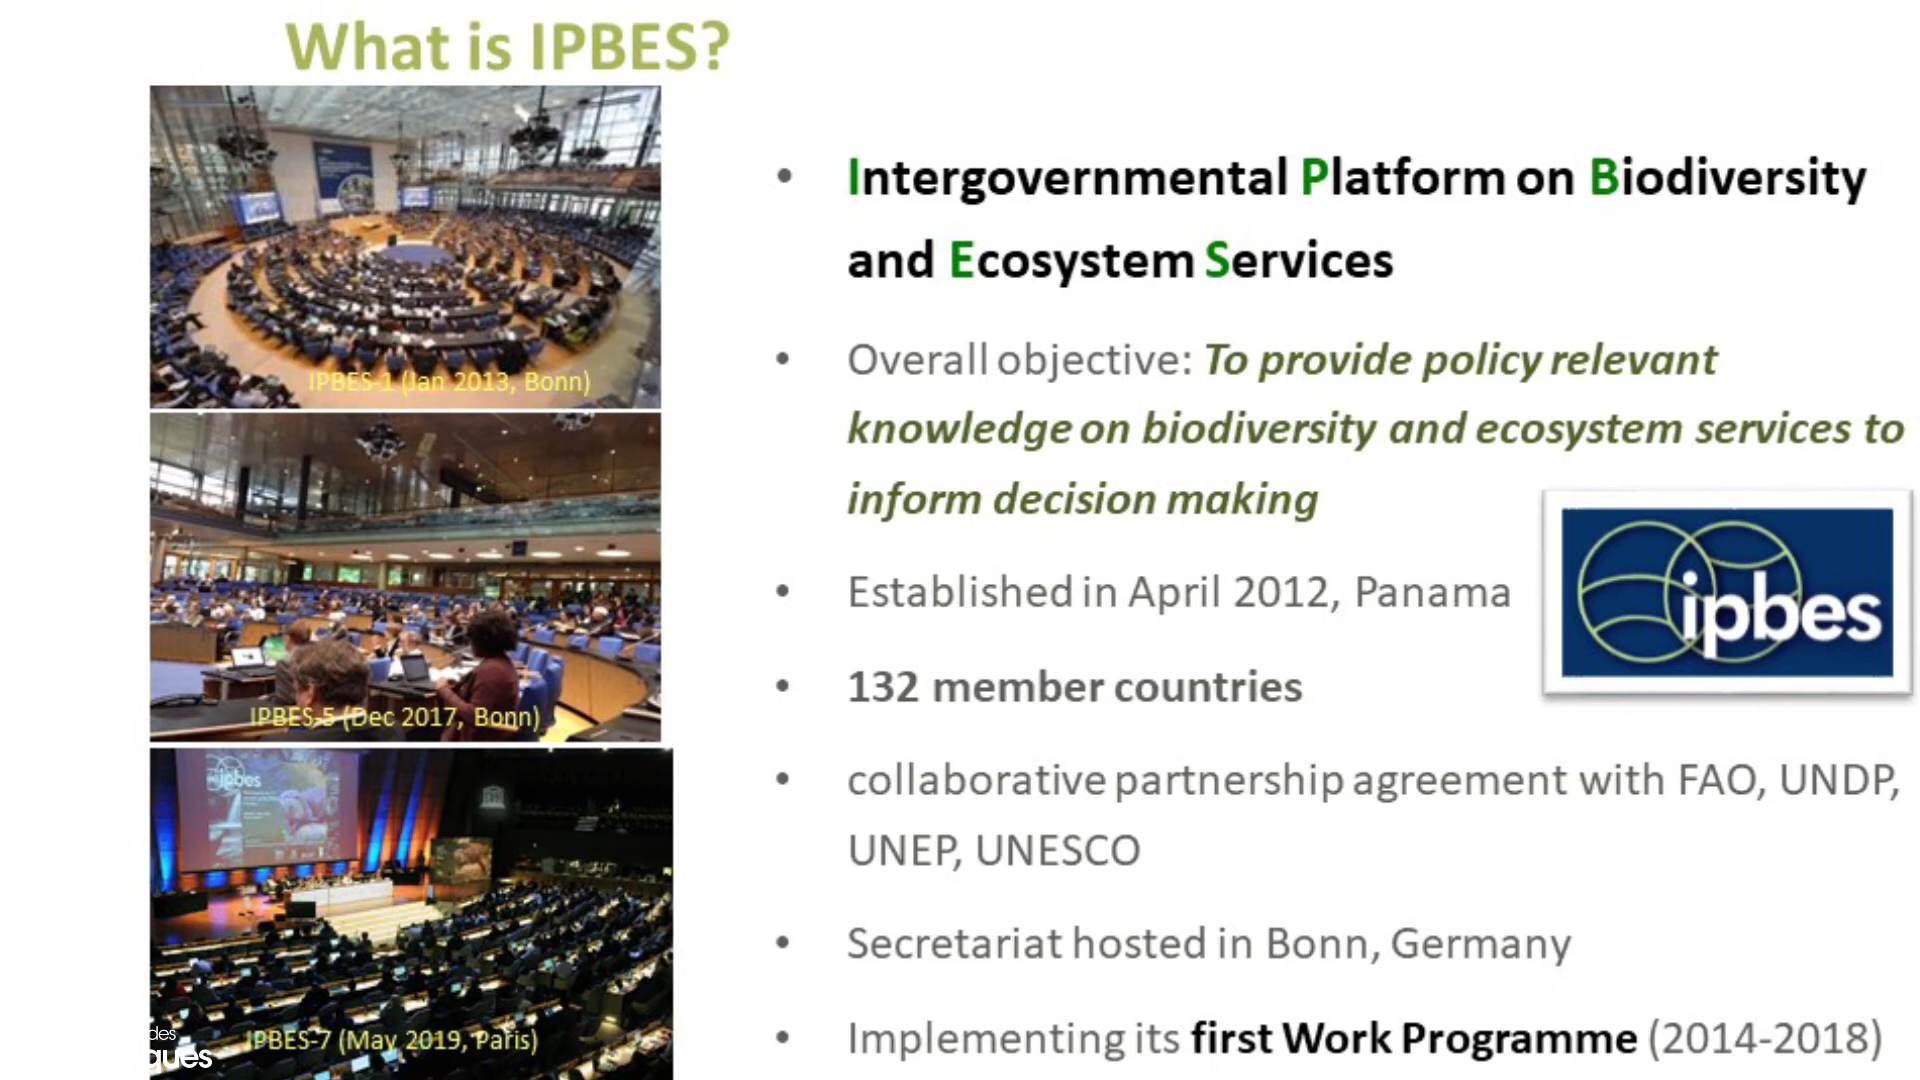 What is IPBES?
IPBES-1 (Jan 2013, Bonn)
IPBES-5 (Dec 2017, Bonn)
ipbes
IPBES-7 (May 2019, Paris)
des
ques
• Intergovernmental Platform on Biodiversity
and Ecosystem Services
• Overall objective: To provide policy relevant
knowledge on biodiversity and ecosystem services to
inform decision making
• Established in April 2012, Panama
ipbes
• 132 member countries
• collaborative partnership agreement with FAO, UNDP,
UNEP, UNESCO
• Secretariat hosted in Bonn, Germany
• Implementing its first Work Programme (2014-2018)